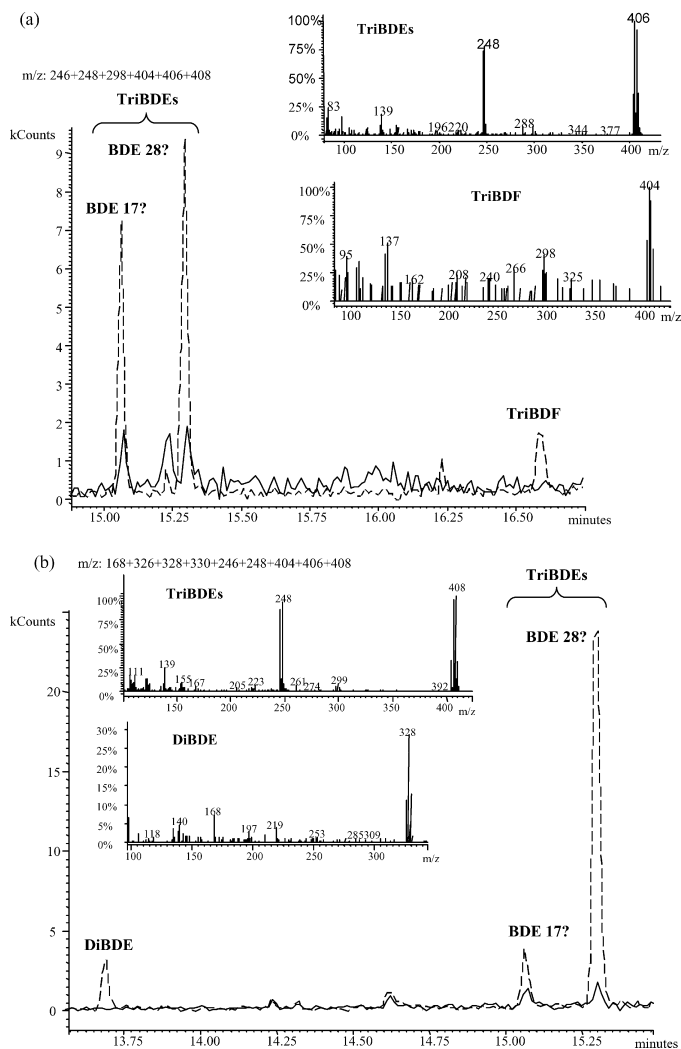 (a)
m/z: 246+248+298+404+406+408
TriBDEs
kCounts
BDE 28?
BDE 17?
9
8
7
6
5
4
3
2
1
0
15.00 15.25 15.50 15.75 16.00 16.25 16.50
minutes
TriBDF
TriBDEs
100%
75%
50%
25%
0%
83 139 196 220 248 288 344 377 406
100 150 200 250 300 350 400 m/z
TriBDF
100%
75%
50%
25%
0%
95 137 162 208 240 266 298 325 404
100 150 200 250 300 350 400 m/z
(b)
m/z: 168+326+328+330+246+248+404+406+408
kCounts
TriBDEs
100%
75%
50%
25%
0%
111 139 155 167 205 223 248 261 274 299 392 408
150 200 250 300 350 400
m/z
DiBDE
30%
25%
20%
15%
10%
5%
0%
118 140 168 197 219 253 285 309 328
100 150 200 250 300
m/z
TriBDEs
BDE 28?
BDE 17?
DiBDE
20
15
10
5
0
13.75 14.00 14.25 14.50 14.75 15.00 15.25
minutes